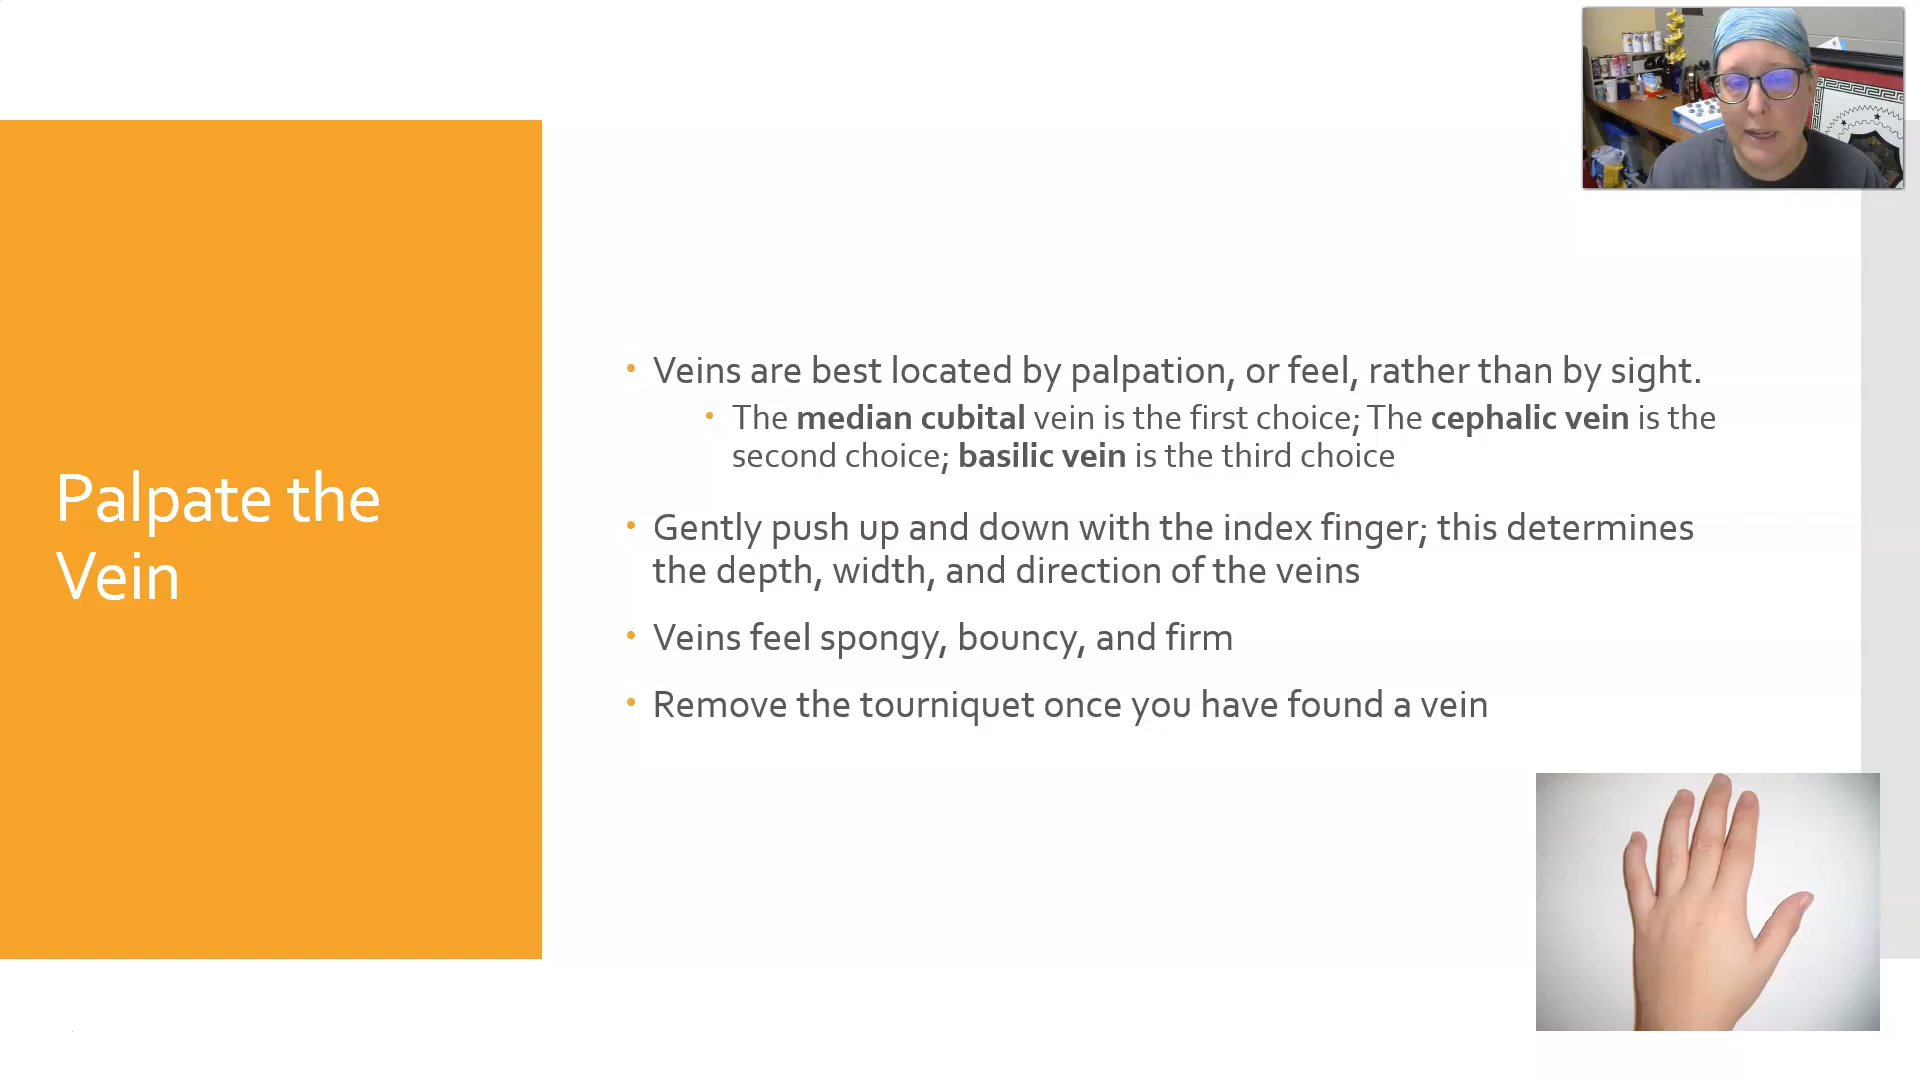 Palpate the
Vein
• Veins are best located by palpation, or feel, rather than by sight.
• The median cubital vein is the first choice; The cephalic vein is the
second choice; basilic vein is the third choice
• Gently push up and down with the index finger; this determines
the depth, width, and direction of the veins
• Veins feel spongy, bouncy, and firm
• Remove the tourniquet once you have found a vein